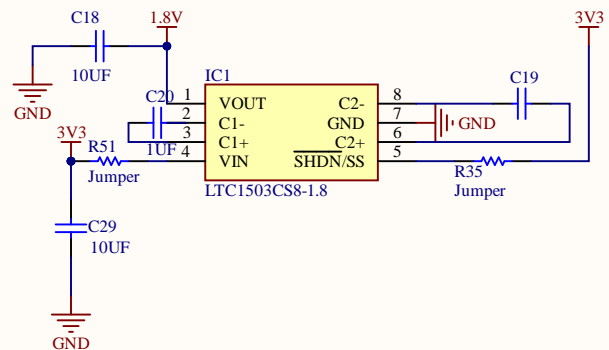 C18
1.8V
3V3
10UF
GND
IC1
C20
C19
1 VOUT C2- 8
2 C1- GND 7 GND
3 C1+ C2+ 6
4 VIN SHDN/SS 5
1UF
3V3
R51
Jumper
LTC1503CS8-1.8
R35
Jumper
C29
10UF
GND